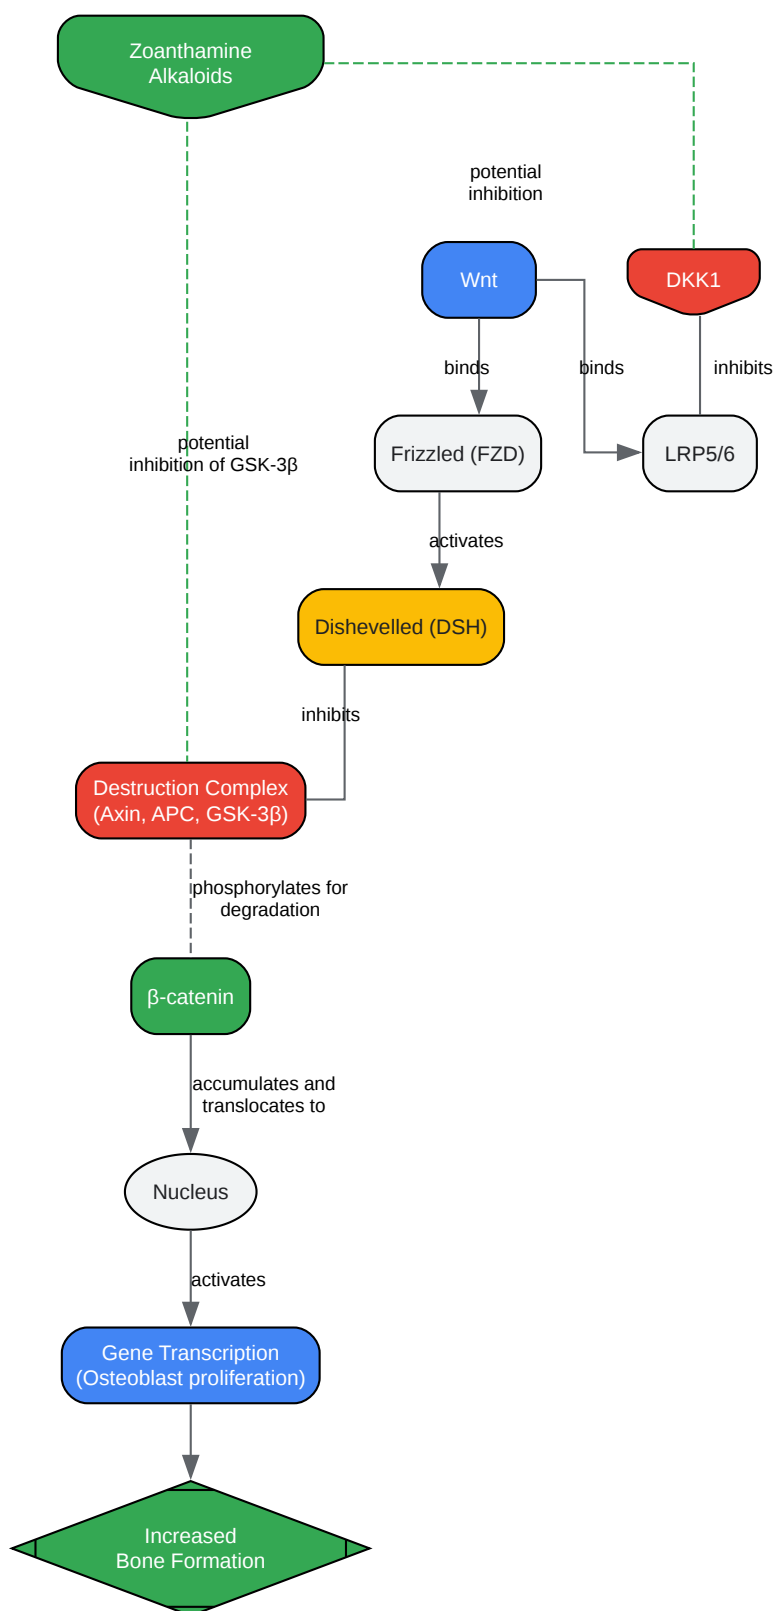 Zoanthamine
Alkaloids
potential
inhibition
Wnt
DKK1
binds
binds
inhibits
potential
inhibition of GSK-3β
Frizzled (FZD)
LRP5/6
activates
Dishevelled (DSH)
inhibits
Destruction Complex
(Axin, APC, GSK-3β)
phosphorylates for
degradation
β-catenin
accumulates and
translocates to
Nucleus
activates
Gene Transcription
(Osteoblast proliferation)
Increased
Bone Formation